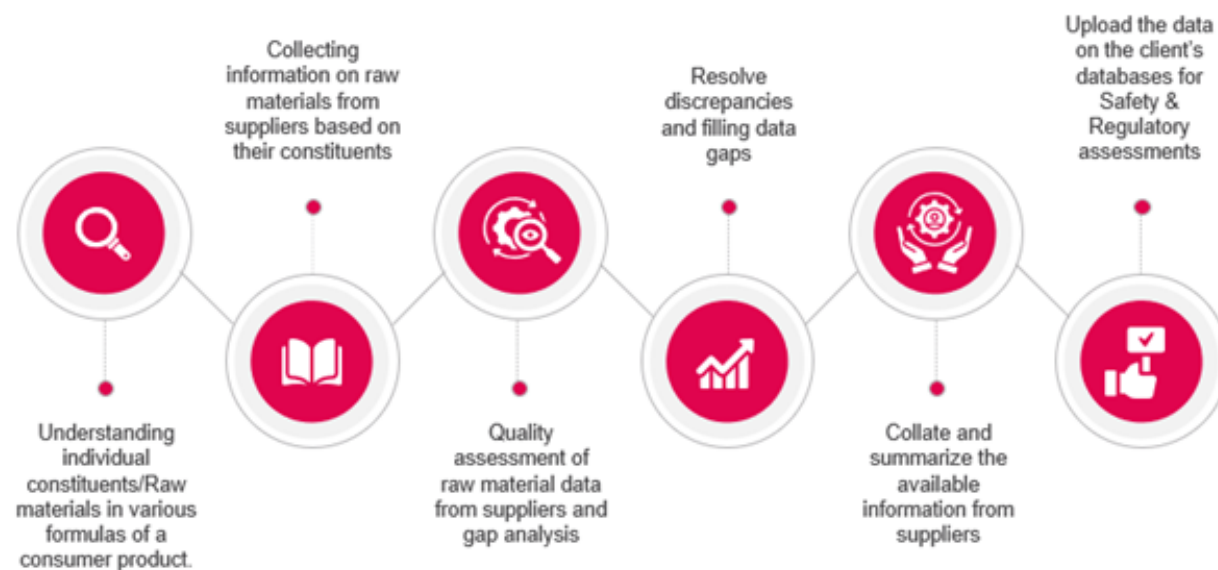 Understanding
individual
constituents/Raw
materials in various
formulas of a
consumer product.
Collecting
information on raw
materials from
suppliers based on
their constituents
Quality
assessment of
raw material data
from suppliers and
gap analysis
Resolve
discrepancies
and filling data
gaps
Collate and
summarize the
available
information from
suppliers
Upload the data
on the client's
databases for
Safety &
Regulatory
assessments